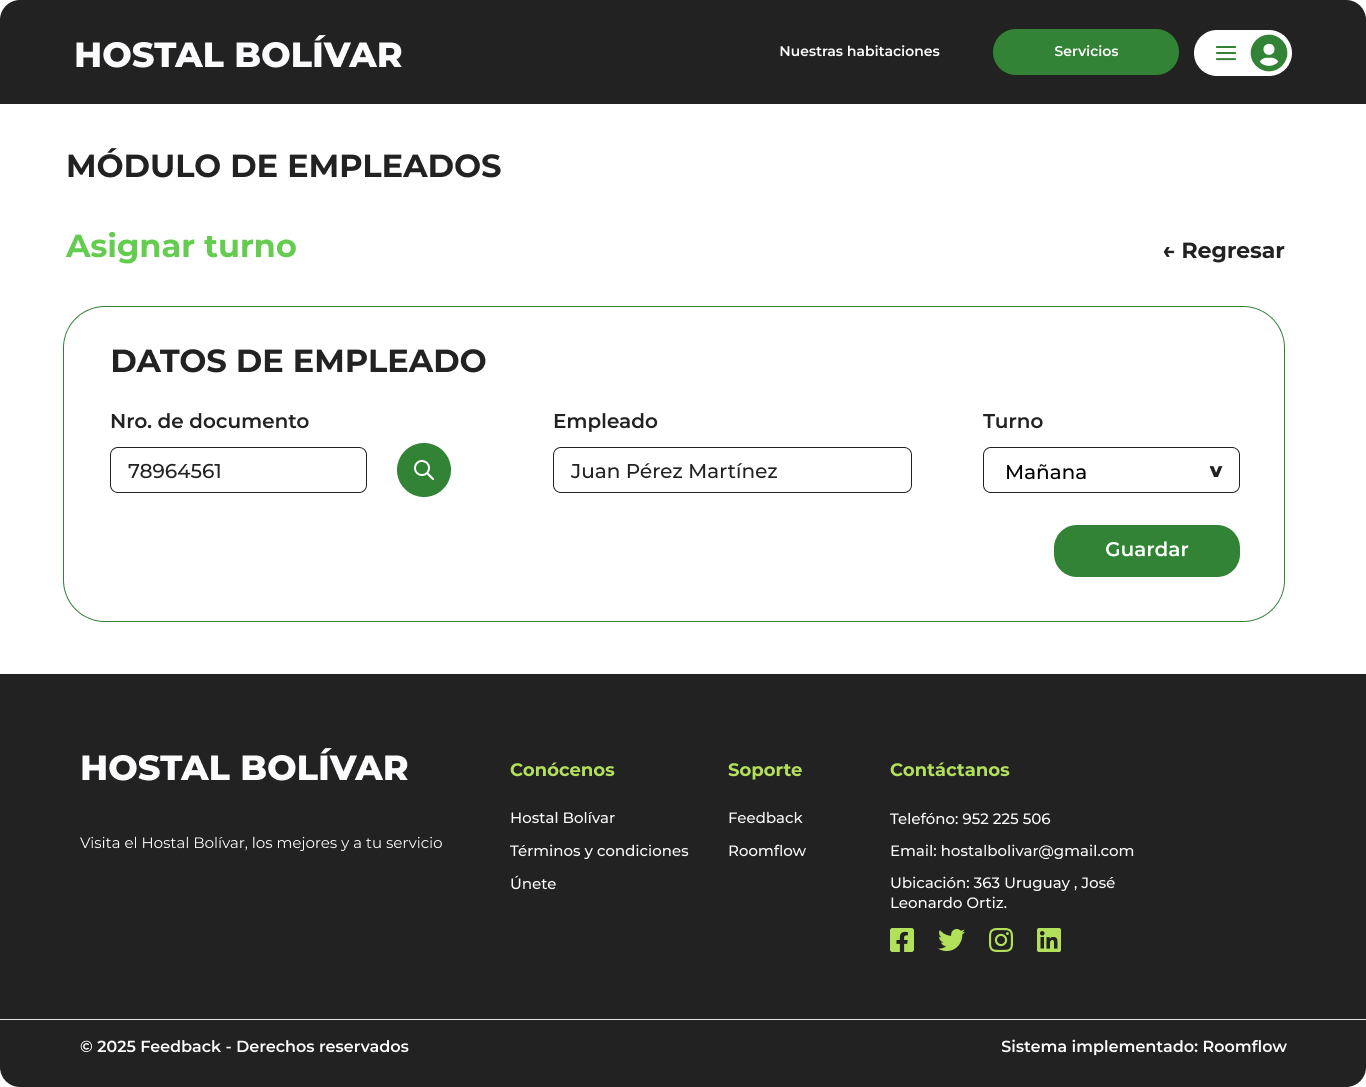 HOSTAL BOLÍVAR
Nuestras habitaciones
Servicios
MÓDULO DE EMPLEADOS
Asignar turno
← Regresar
DATOS DE EMPLEADO
Nro. de documento
Empleado
Turno
78964561
Juan Pérez Martínez
Mañana
v
Guardar
HOSTAL BOLÍVAR
Visita el Hostal Bolívar, los mejores y a tu servicio
Conócenos
Hostal Bolívar
Términos y condiciones
Únete
Soporte
Feedback
Roomflow
Contáctanos
Telefóno: 952 225 506
Email: hostalbolivar@gmail.com
Ubicación: 363 Uruguay , José
Leonardo Ortiz.
© 2025 Feedback - Derechos reservados
Sistema implementado: Roomflow